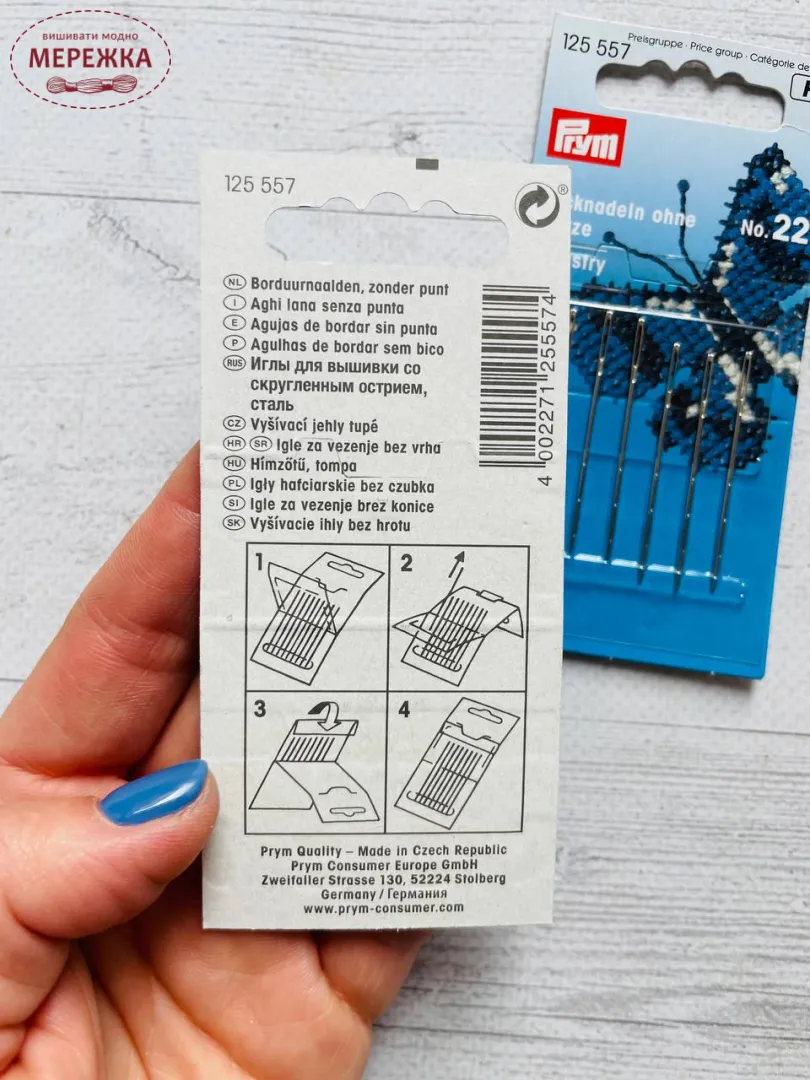 вишивати модно
МЕРЕЖКА
125 557
Preisgruppe · Price group · Catégorie de
Prym
ohne
No. 22
125 557
®
NL Borduurnaalden, zonder punt
I Aghi lana senza punta
E Agujas de bordar sin punta
P Agulhas de bordar sem bico
RUS Иглы для вышивки со
скругленным острием,
сталь
CZ Vyšívací jehly tupé
HR SR Igle za vezenje bez vrha
HU Hímzőtű, tompa
PL Igły hafciarskie bez czubka
SI Igle za vezenje brez konice
SK Vyšívacie ihly bez hrotu
4 002271 255574
1
2
3
4
Prym Quality – Made in Czech Republic
Prym Consumer Europe GmbH
Zweifaller Strasse 130, 52224 Stolberg
Germany / Германия
www.prym-consumer.com